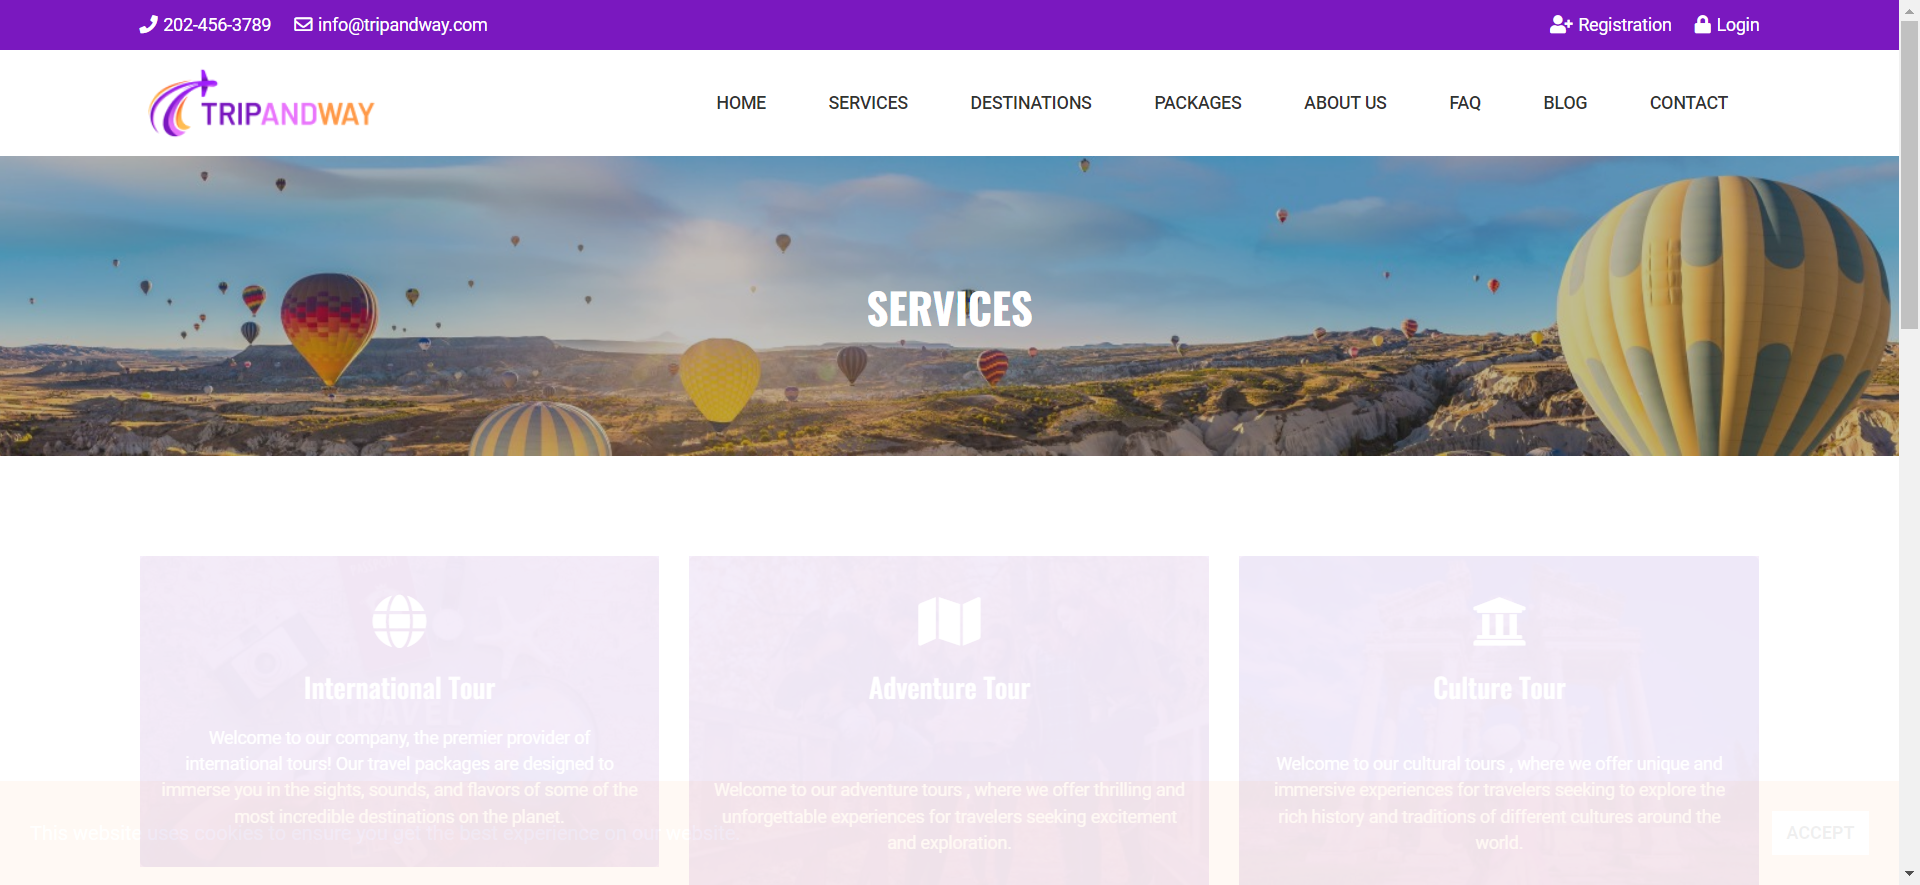 202-456-3789 info@tripandway.com Registration Login
TRIPANDWAY
HOME SERVICES DESTINATIONS PACKAGES ABOUT US FAQ BLOG CONTACT
SERVICES
International Tour
Welcome to our company, the premier provider of
international tours! Our travel packages are designed to
immerse you in the sights, sounds, and flavors of some of the
most incredible destinations on the planet.
Adventure Tour
Welcome to our adventure tours , where we offer thrilling and
unforgettable experiences for travelers seeking excitement
and exploration.
Culture Tour
Welcome to our cultural tours , where we offer unique and
immersive experiences for travelers seeking to explore the
rich history and traditions of different cultures around the
world.
This website uses cookies to ensure you get the best experience on our website.
ACCEPT